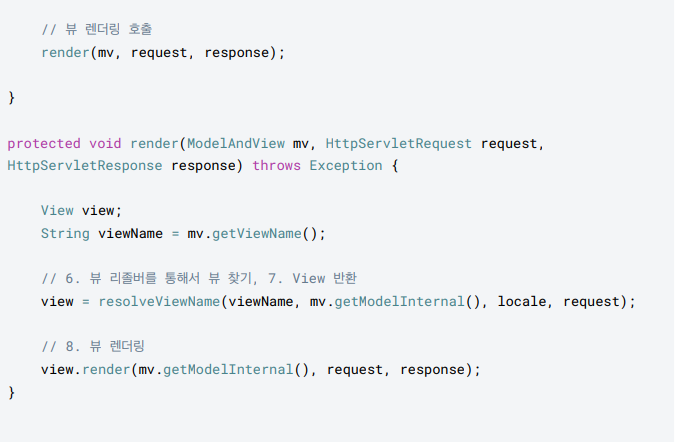 // 뷰 렌더링 호출
render(mv, request, response);
}
protected void render(ModelAndView mv, HttpServletRequest request,
HttpServletResponse response) throws Exception {
View view;
String viewName = mv.getViewName();
// 6. 뷰 리졸버를 통해서 뷰 찾기, 7. View 반환
view = resolveViewName(viewName, mv.getModelInternal(), locale, request);
// 8. 뷰 렌더링
view.render(mv.getModelInternal(), request, response);
}